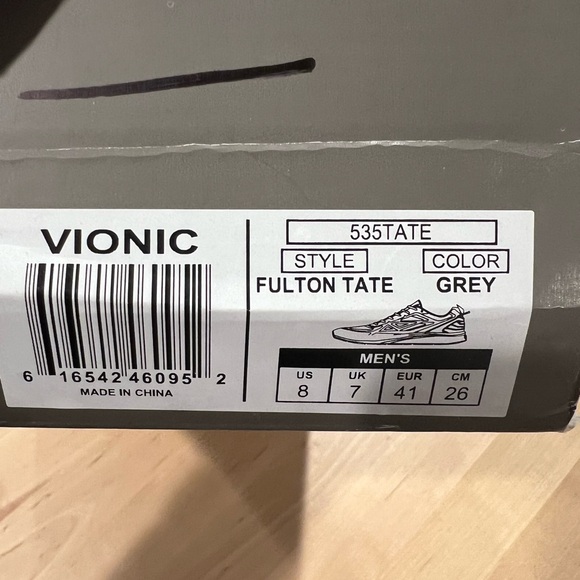 VIONIC
6 16542 46095 2
MADE IN CHINA
535TATE
STYLE COLOR
FULTON TATE GREY
MEN'S
US UK EUR CM
8 7 41 26